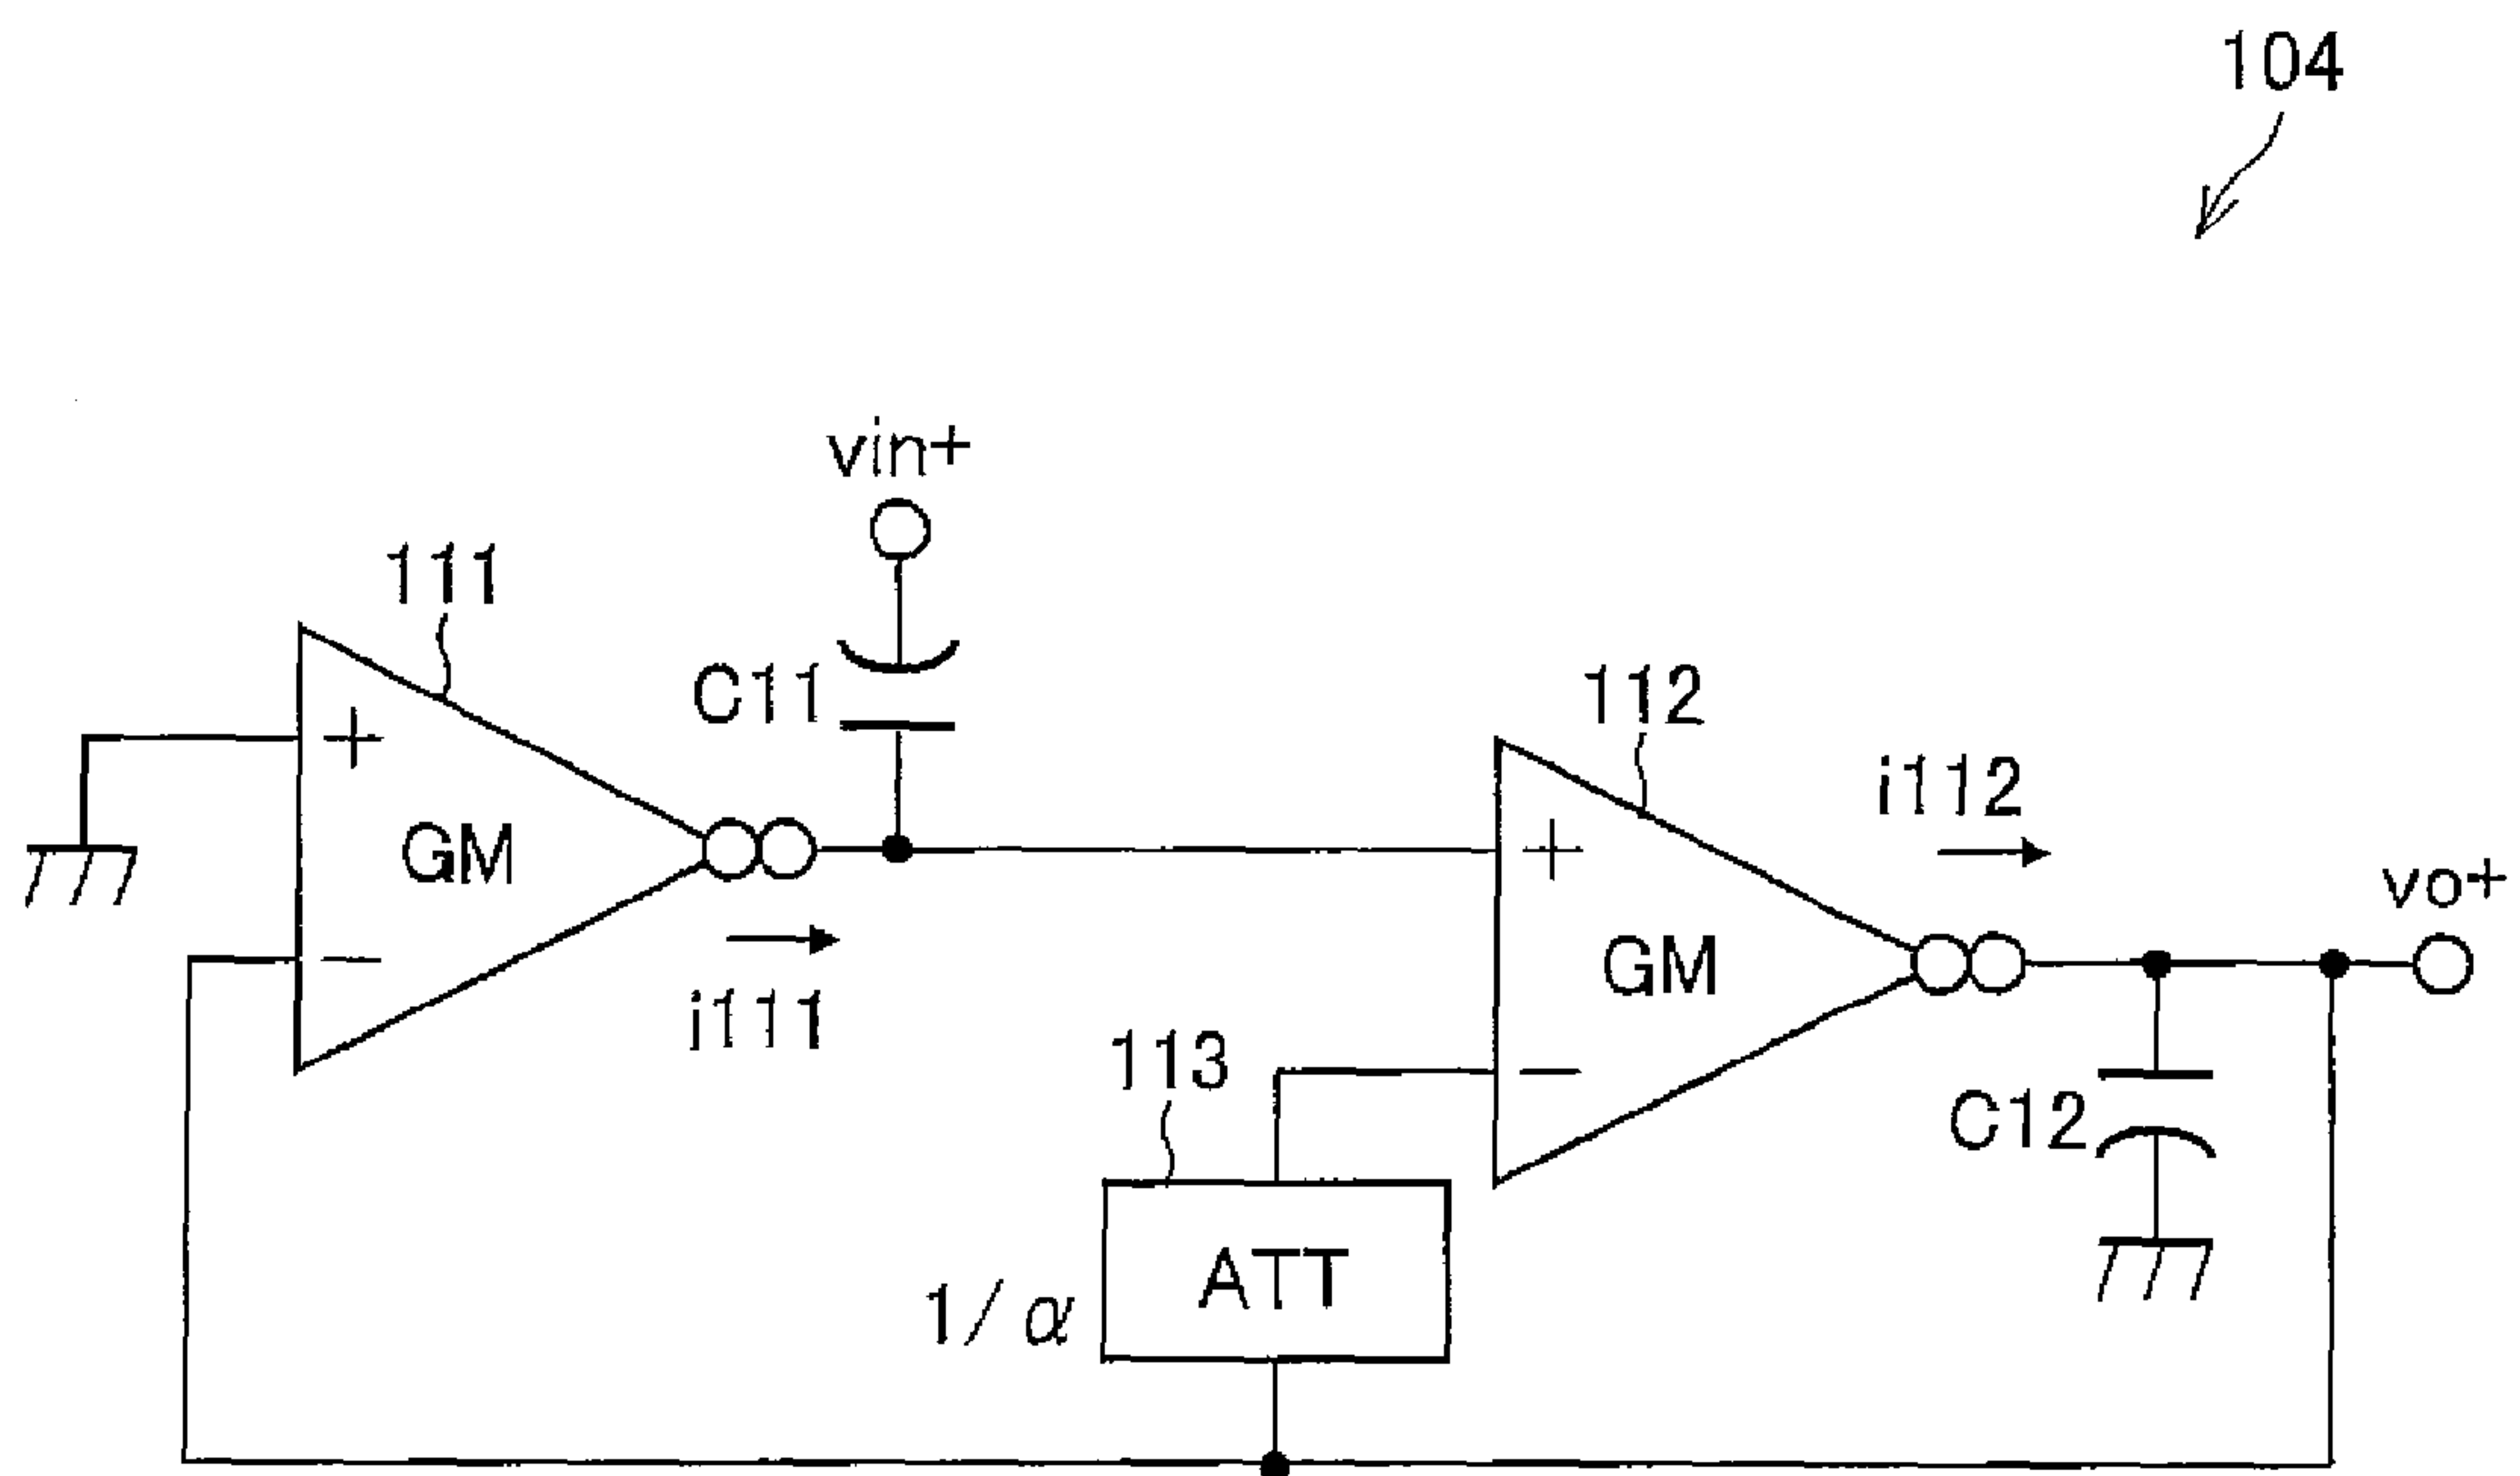 104
vin+
111
C11
112
+
GM
i112
+
vo+
−
GM
i111
113
−
C12
ATT
1/α